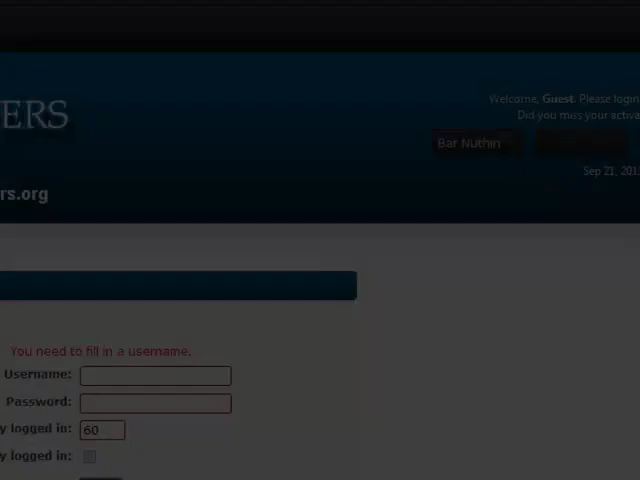 ERS
Welcome, Guest. Please login
Did you miss your activa
Bar Nuthin
Sep 21, 201
rs.org
You need to fill in a username.
Username:
Password:
y logged in: 60
y logged in: